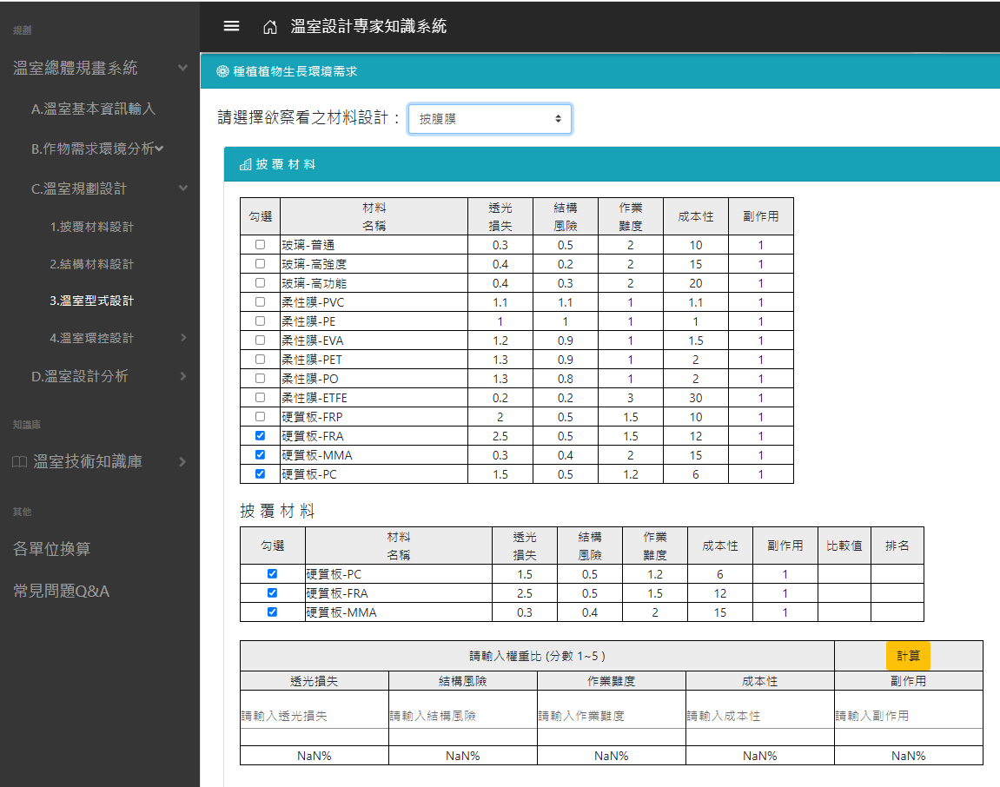 規劃
溫室總體規畫系統
A.溫室基本資訊輸入
B.作物需求環境分析
C.溫室規劃設計
1.披覆材料設計
2.結構材料設計
3.溫室型式設計
4.溫室環控設計
D.溫室設計分析
知識庫
溫室技術知識庫
其他
各單位換算
常見問題Q&A
溫室設計專家知識系統
種植植物生長環境需求
請選擇欲察看之材料設計： 披腹膜
披覆材料
勾選 材料名稱 透光損失 結構風險 作業難度 成本性 副作用
玻璃-普通 0.3 0.5 2 10 1
玻璃-高強度 0.4 0.2 2 15 1
玻璃-高功能 0.4 0.3 2 20 1
柔性膜-PVC 1.1 1.1 1 1.1 1
柔性膜-PE 1 1 1 1 1
柔性膜-EVA 1.2 0.9 1 1.5 1
柔性膜-PET 1.3 0.9 1 2 1
柔性膜-PO 1.3 0.8 1 2 1
柔性膜-ETFE 0.2 0.2 3 30 1
硬質板-FRP 2 0.5 1.5 10 1
硬質板-FRA 2.5 0.5 1.5 12 1
硬質板-MMA 0.3 0.4 2 15 1
硬質板-PC 1.5 0.5 1.2 6 1
披覆材料
勾選 材料名稱 透光損失 結構風險 作業難度 成本性 副作用 比較值 排名
硬質板-PC 1.5 0.5 1.2 6 1
硬質板-FRA 2.5 0.5 1.5 12 1
硬質板-MMA 0.3 0.4 2 15 1
請輸入權重比 (分數 1~5 ) 計算
透光損失 結構風險 作業難度 成本性 副作用
請輸入透光損失 請輸入結構風險 請輸入作業難度 請輸入成本性 請輸入副作用
NaN% NaN% NaN% NaN% NaN%